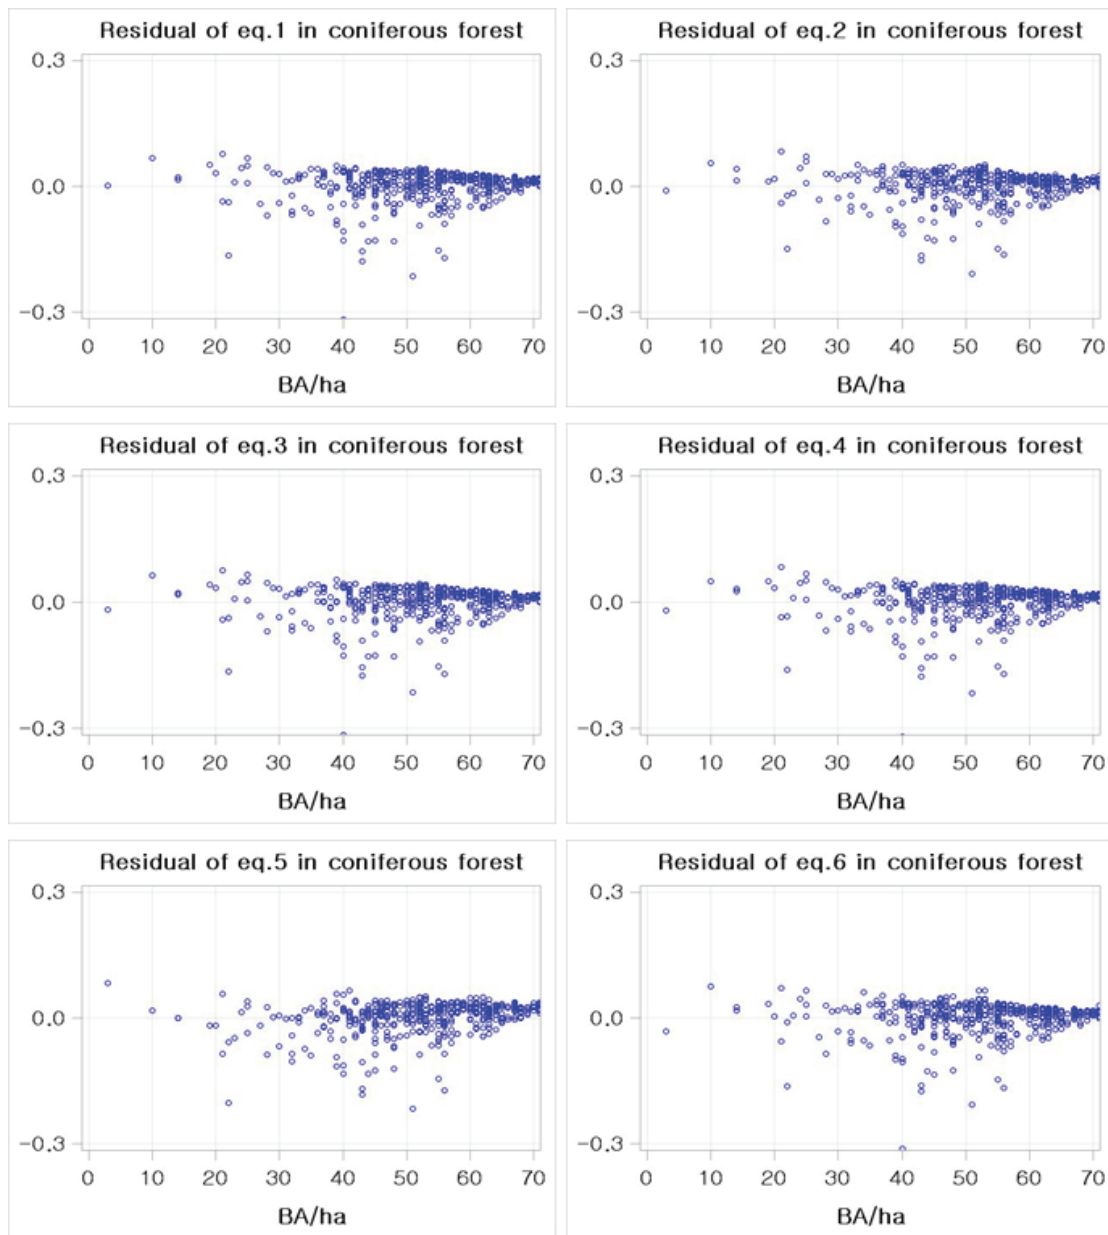 Residual of eq.1 in coniferous forest
0.3
0.0
−0.3
0 10 20 30 40 50 60 70
BA/ha
Residual of eq.2 in coniferous forest
0.3
0.0
−0.3
0 10 20 30 40 50 60 70
BA/ha
Residual of eq.3 in coniferous forest
0.3
0.0
−0.3
0 10 20 30 40 50 60 70
BA/ha
Residual of eq.4 in coniferous forest
0.3
0.0
−0.3
0 10 20 30 40 50 60 70
BA/ha
Residual of eq.5 in coniferous forest
0.3
0.0
−0.3
0 10 20 30 40 50 60 70
BA/ha
Residual of eq.6 in coniferous forest
0.3
0.0
−0.3
0 10 20 30 40 50 60 70
BA/ha